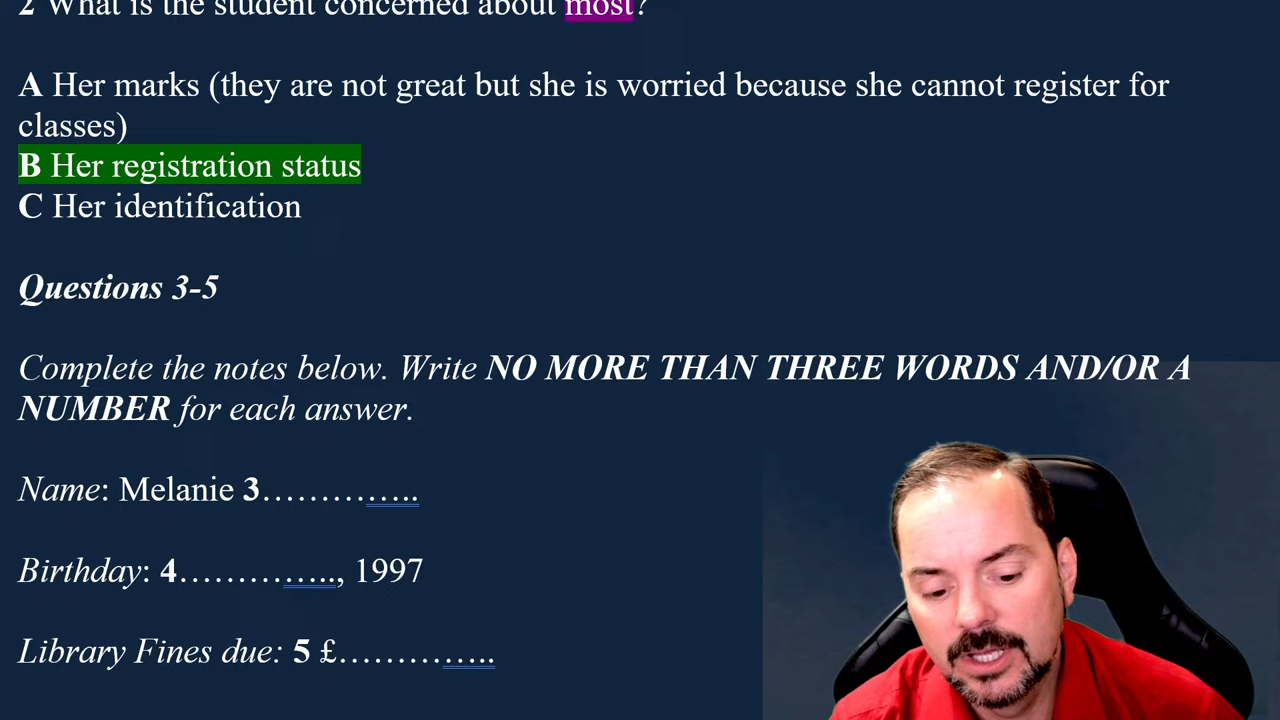 2 What is the student concerned about most?
A Her marks (they are not great but she is worried because she cannot register for
classes)
B Her registration status
C Her identification
Questions 3-5
Complete the notes below. Write NO MORE THAN THREE WORDS AND/OR A
NUMBER for each answer.
Name: Melanie 3……………..
Birthday: 4…………….., 1997
Library Fines due: 5 £……………..